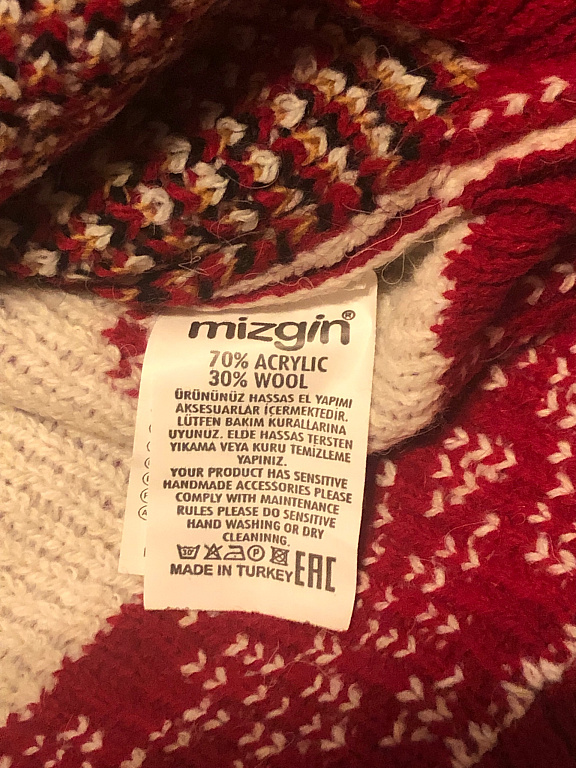 mizgin®
70% ACRYLIC
30% WOOL
ÜRÜNÜNÜZ HASSAS EL YAPIMI
AKSESUARLAR İÇERMEKTEDİR.
LÜTFEN BAKIM KURALLARINA
UYUNUZ. ELDE HASSAS TERSTEN
YIKAMA VEYA KURU TEMİZLEME
YAPINIZ.
YOUR PRODUCT HAS SENSITIVE
HANDMADE ACCESSORIES PLEASE
COMPLY WITH MAINTENANCE
RULES PLEASE DO SENSITIVE
HAND WASHING OR DRY
CLEANINNG.
MADE IN TURKEY EAC